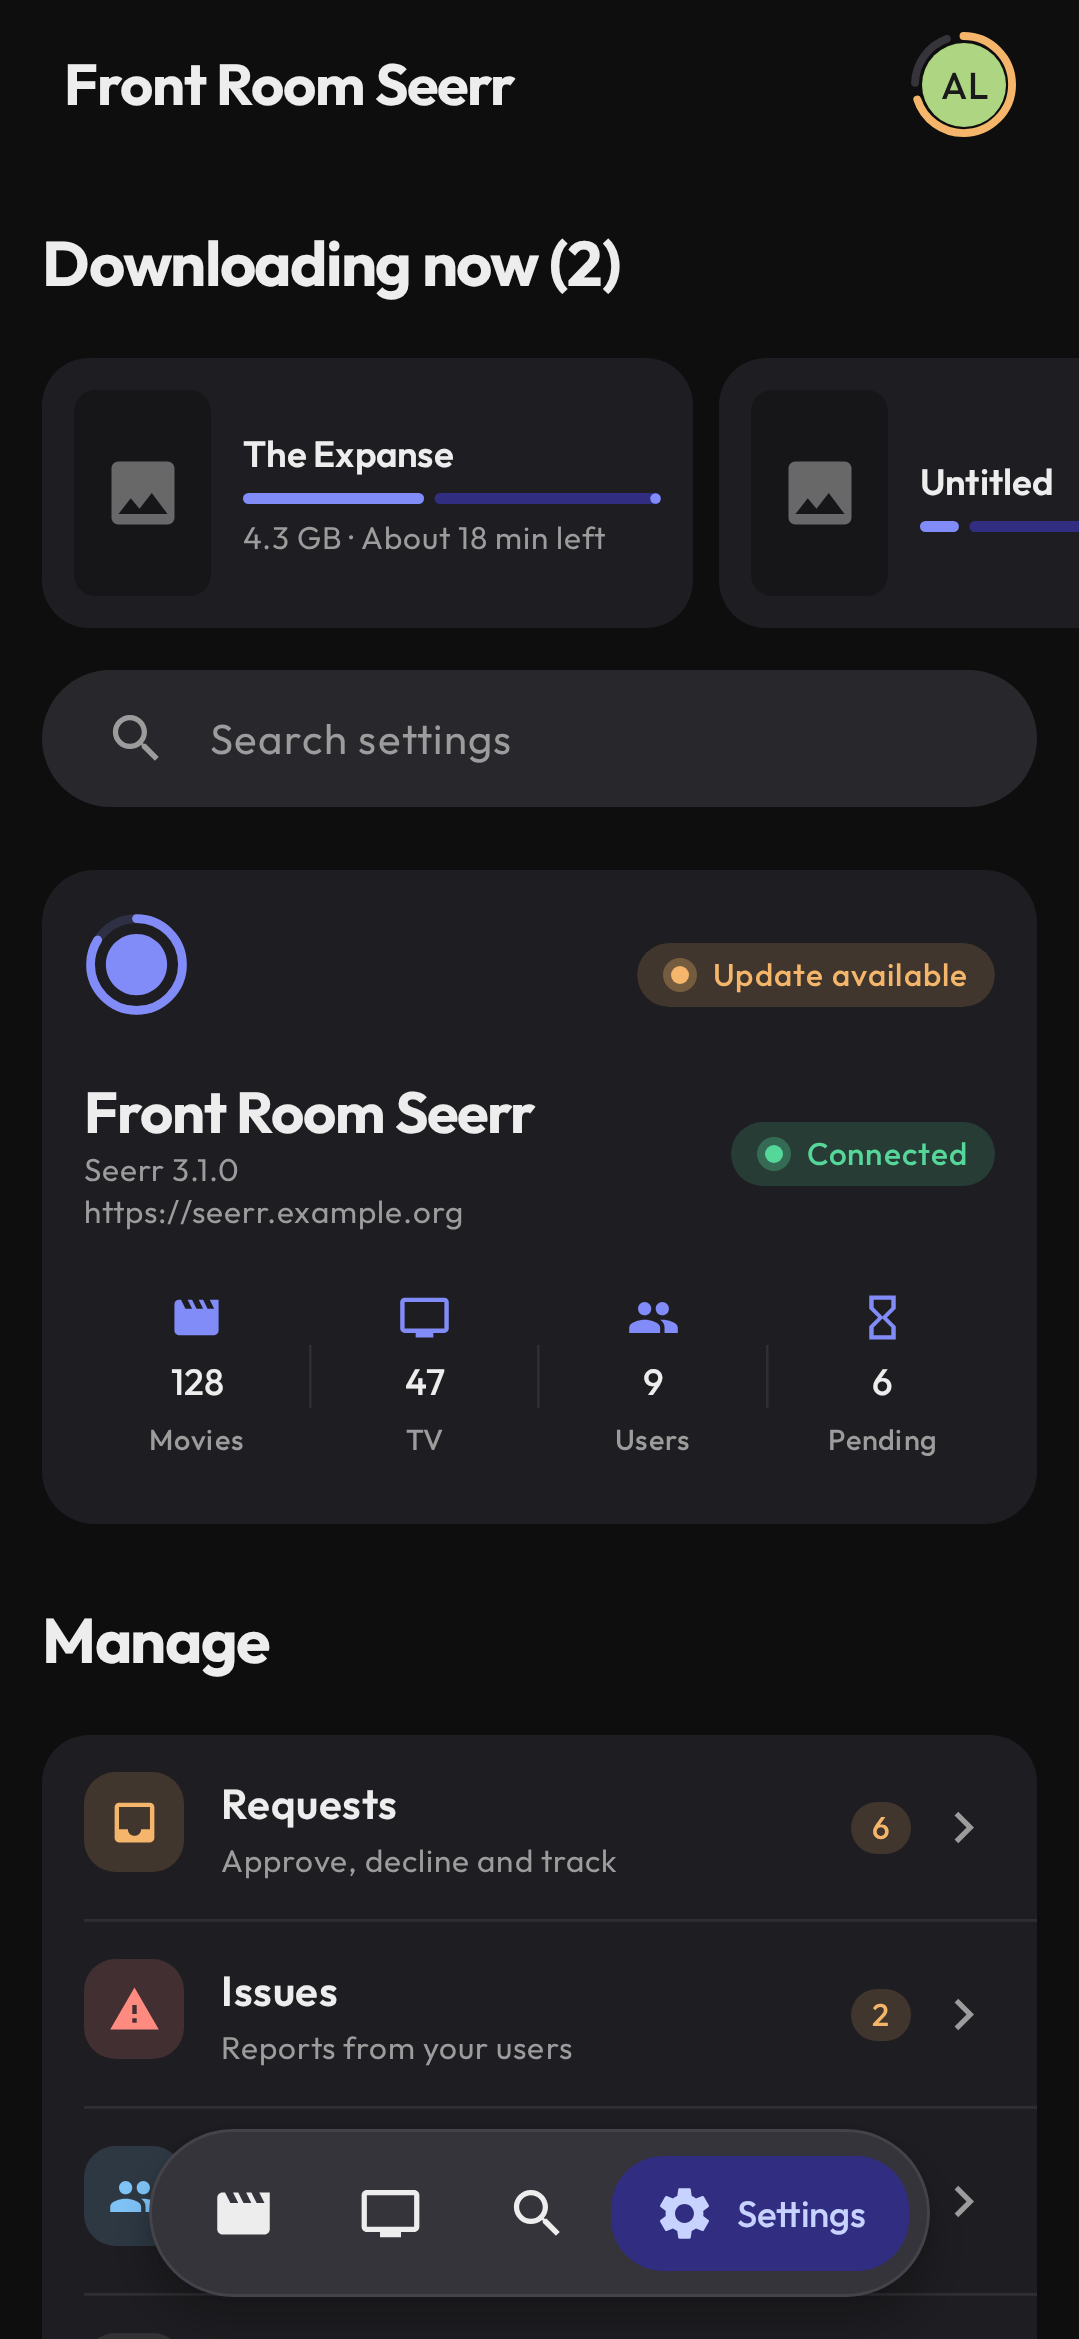 Front Room Seerr
AL
Downloading now (2)
The Expanse
4.3 GB · About 18 min left
Untitled
Search settings
Update available
Front Room Seerr
Connected
Seerr 3.1.0
https://seerr.example.org
128
47
9
6
Movies
TV
Users
Pending
Manage
Requests
Approve, decline and track
6
Issues
Reports from your users
2
Settings